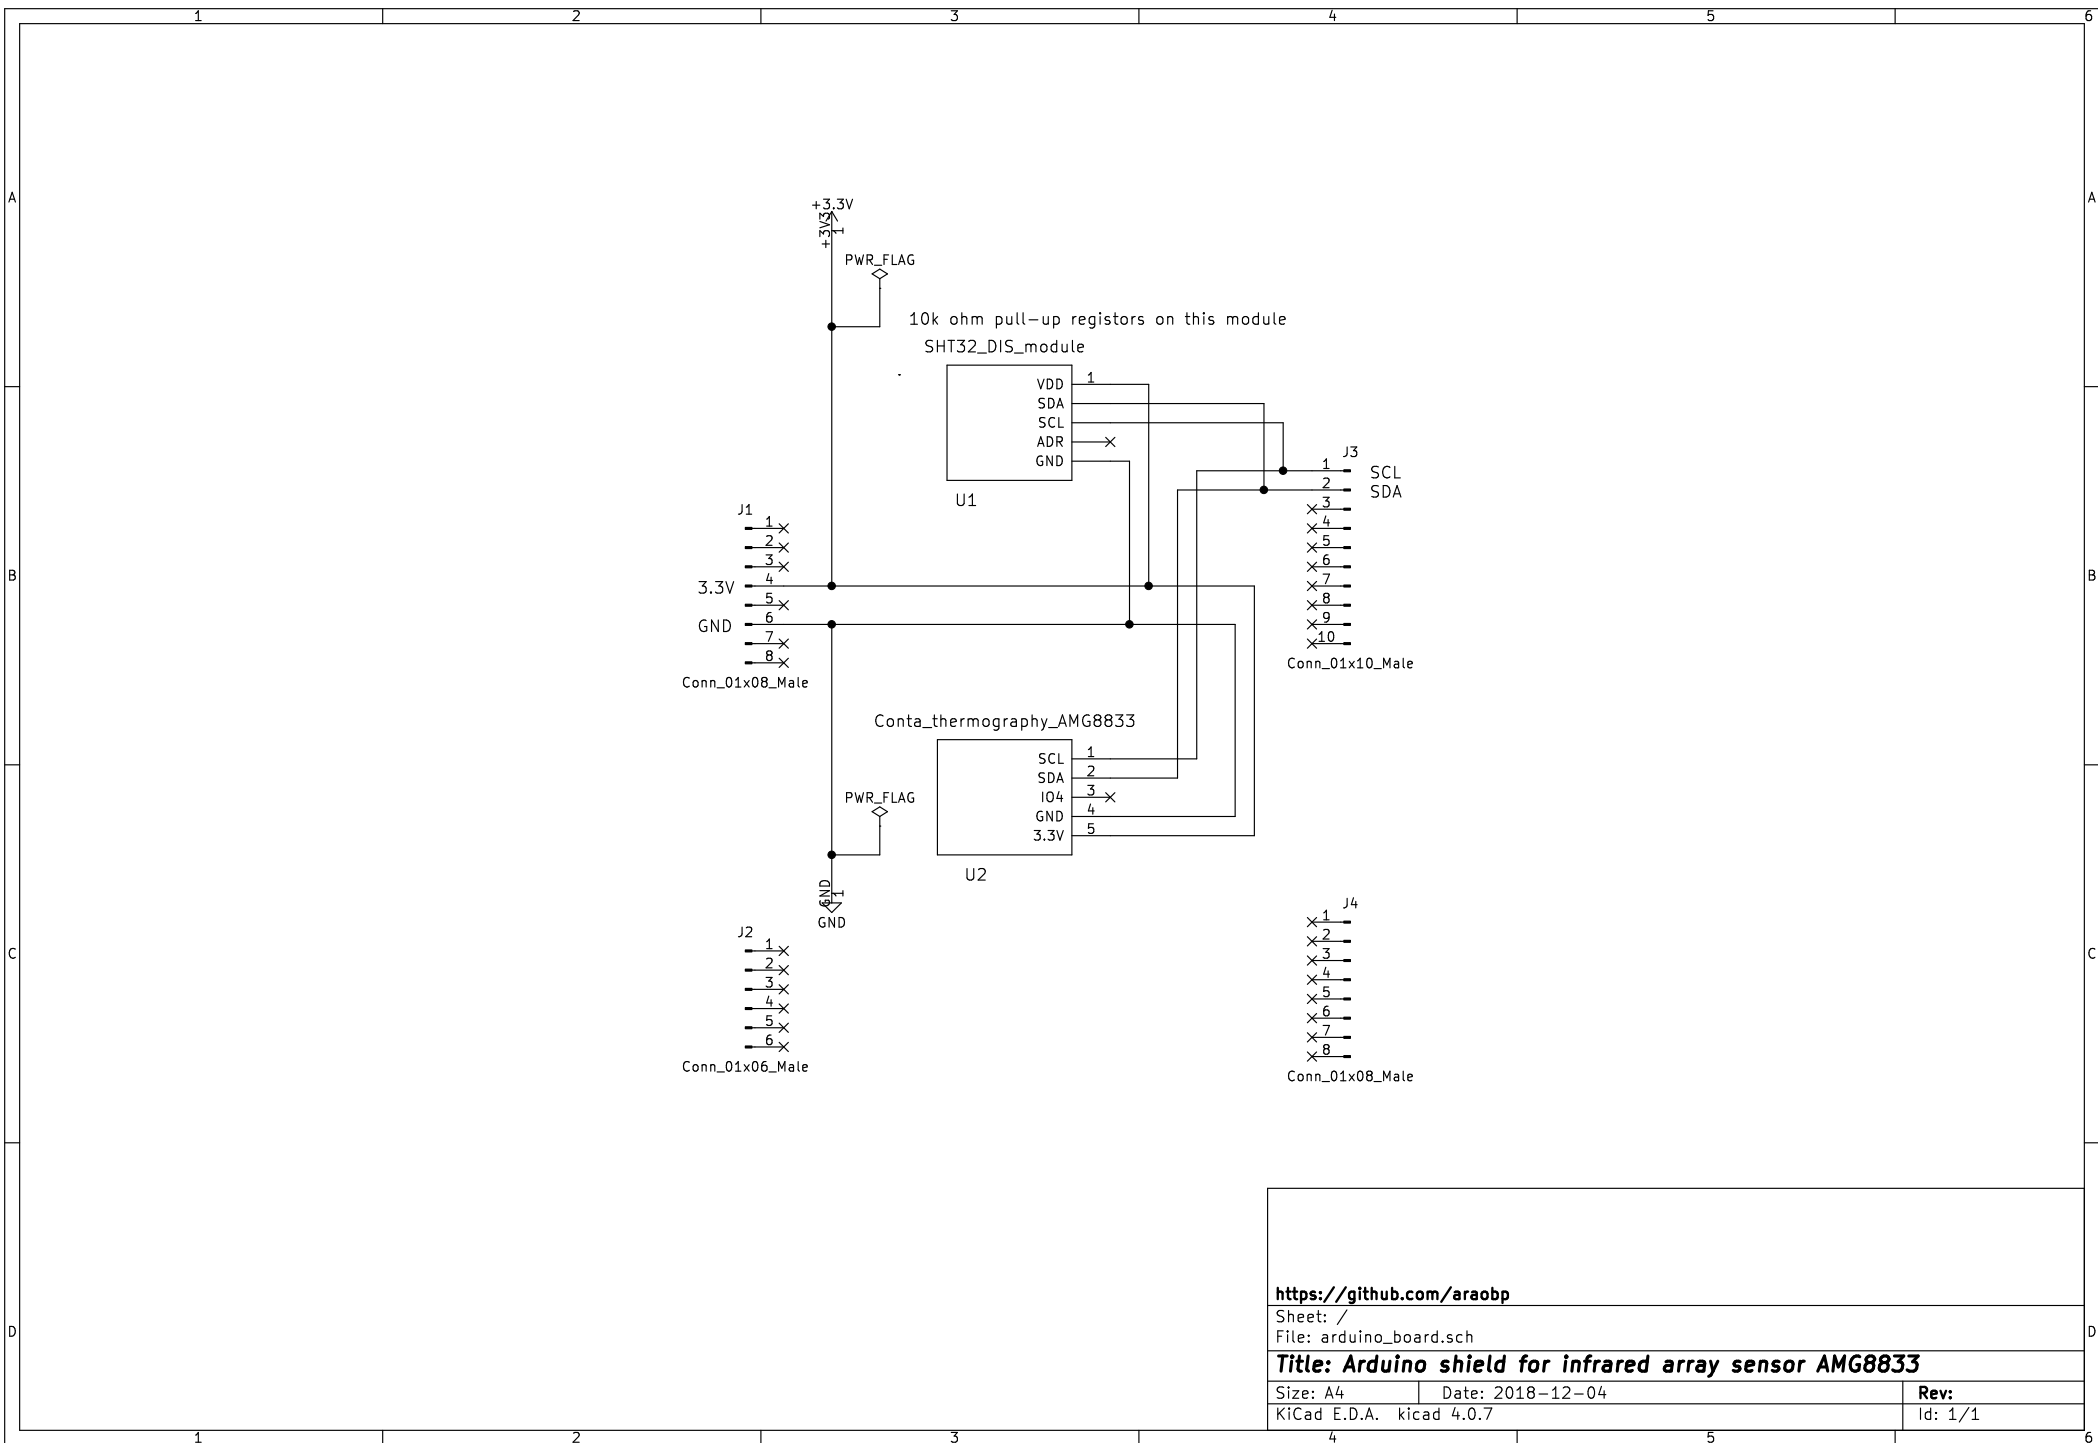 1 2 3 4 5 6
A A
+3.3V
+3V3
1
PWR_FLAG
10k ohm pull-up registors on this module
SHT32_DIS_module
VDD 1
SDA
SCL
ADR
GND
U1
J3
1 SCL
2 SDA
3
4
5
6
7
8
9
10
Conn_01x10_Male
J1
1
2
3
3.3V 4
5
GND 6
7
8
Conn_01x08_Male
B B
Conta_thermography_AMG8833
SCL 1
SDA 2
IO4 3
GND 4
3.3V 5
U2
PWR_FLAG
GND
1
GND
J2
1
2
3
4
5
6
Conn_01x06_Male
J4
1
2
3
4
5
6
7
8
Conn_01x08_Male
C C
https://github.com/araobp
Sheet: /
File: arduino_board.sch
Title: Arduino shield for infrared array sensor AMG8833
Size: A4 Date: 2018-12-04 Rev:
KiCad E.D.A. kicad 4.0.7 Id: 1/1
D D
1 2 3 4 5 6